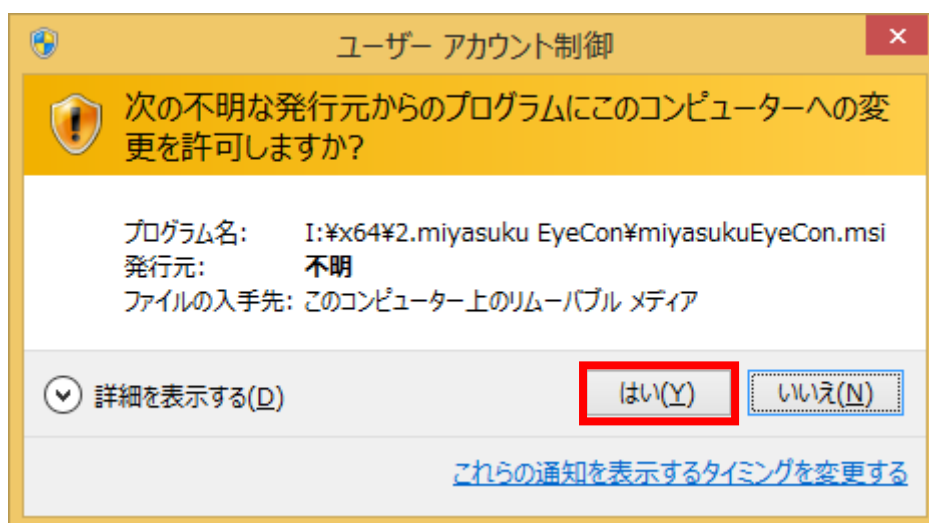 ユーザー アカウント制御
次の不明な発行元からのプログラムにこのコンピューターへの変
更を許可しますか?
プログラム名: I:¥x64¥2.miyasuku EyeCon¥miyasukuEyeCon.msi
発行元: 不明
ファイルの入手先: このコンピューター上のリムーバブル メディア
詳細を表示する(D) はい(Y) いいえ(N)
これらの通知を表示するタイミングを変更する